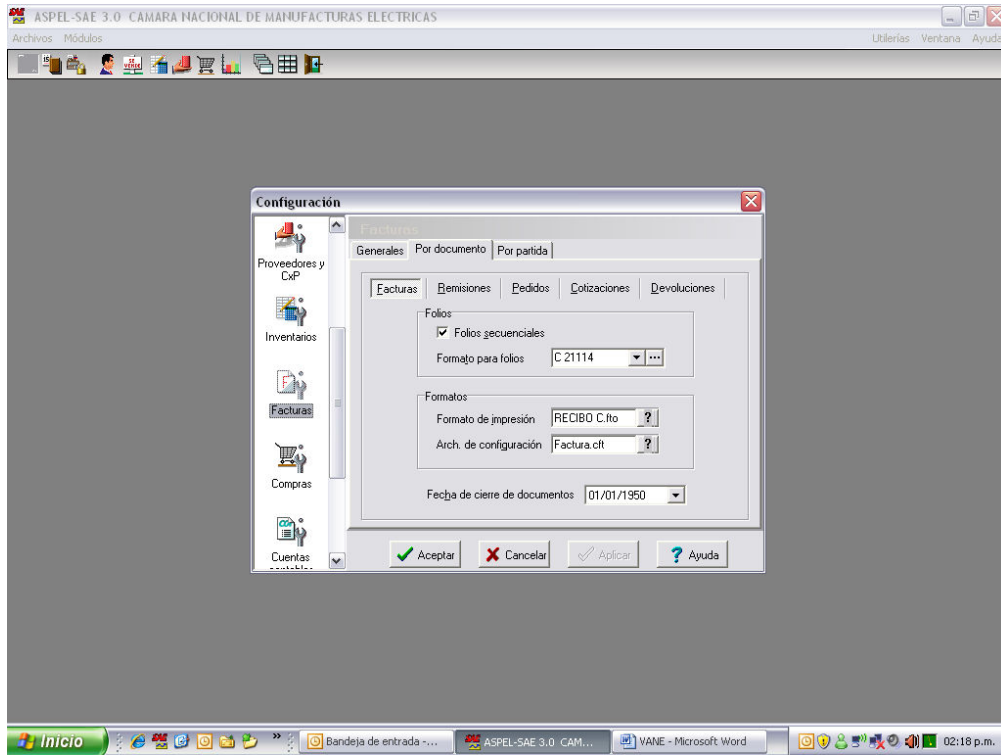 ASPEL-SAE 3.0 CAMARA NACIONAL DE MANUFACTURAS ELECTRICAS
Archivos Módulos Utilerías Ventana Ayuda
SE VENDE
Configuración
Proveedores y CxP
Inventarios
Facturas
Compras
Cuentas
Facturas
Generales Por documento Por partida
Facturas Remisiones Pedidos Cotizaciones Devoluciones
Folios
Folios secuenciales
Formato para folios C 21114
Formatos
Formato de impresión RECIBO C.fto ?
Arch. de configuración Factura.cft ?
Fecha de cierre de documentos 01/01/1950
Aceptar Cancelar Aplicar ? Ayuda
Inicio » Bandeja de entrada -... ASPEL-SAE 3.0 CAM... VANE - Microsoft Word 02:18 p.m.